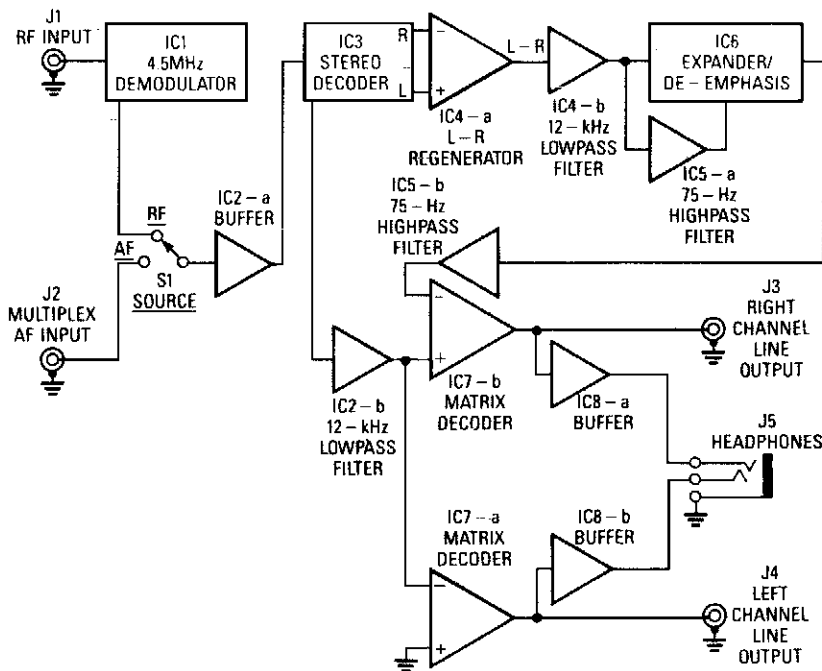 J1
RF INPUT
IC1
4.5MHz
DEMODULATOR
IC3
STEREO
DECODER
R
L
−
−
+
L−R
IC4−a
L−R
REGENERATOR
IC4−b
12−kHz
LOWPASS
FILTER
IC6
EXPANDER/
DE−EMPHASIS
IC5−a
75−Hz
HIGHPASS
FILTER
IC5−b
75−Hz
HIGHPASS
FILTER
IC2−a
BUFFER
RF
AF
S1
SOURCE
J2
MULTIPLEX
AF INPUT
IC2−b
12−kHz
LOWPASS
FILTER
−
+
IC7−b
MATRIX
DECODER
IC8−a
BUFFER
J3
RIGHT
CHANNEL
LINE
OUTPUT
J5
HEADPHONES
IC7−a
MATRIX
DECODER
−
+
IC8−b
BUFFER
J4
LEFT
CHANNEL
LINE
OUTPUT